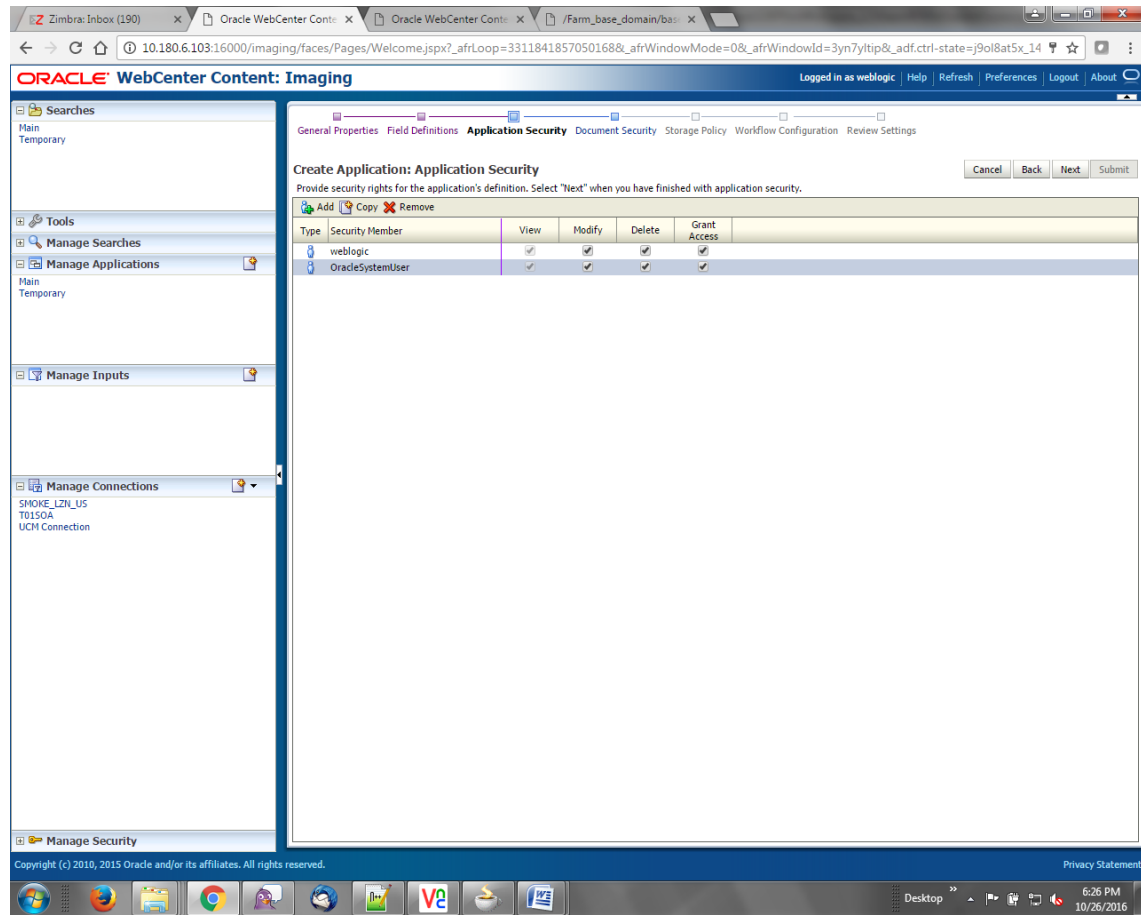 Zimbra: Inbox (190)
Oracle WebCenter Conte
Oracle WebCenter Conte
/Farm_base_domain/bas
10.180.6.103:16000/imaging/faces/Pages/Welcome.jspx?_afrLoop=3311841857050168&_afrWindowMode=0&_afrWindowId=3yn7yltip&_adf.ctrl-state=j9ol8at5x_14
ORACLE WebCenter Content: Imaging
Logged in as weblogic Help Refresh Preferences Logout About
Searches
Main
Temporary
Tools
Manage Searches
Manage Applications
Main
Temporary
Manage Inputs
Manage Connections
SMOKE_LZN_US
T01SOA
UCM Connection
Manage Security
General Properties Field Definitions Application Security Document Security Storage Policy Workflow Configuration Review Settings
Create Application: Application Security
Cancel Back Next Submit
Provide security rights for the application's definition. Select "Next" when you have finished with application security.
Add Copy Remove
Type Security Member View Modify Delete Grant Access
weblogic
OracleSystemUser
Copyright (c) 2010, 2015 Oracle and/or its affiliates. All rights reserved.
Privacy Statement
Desktop
6:26 PM
10/26/2016